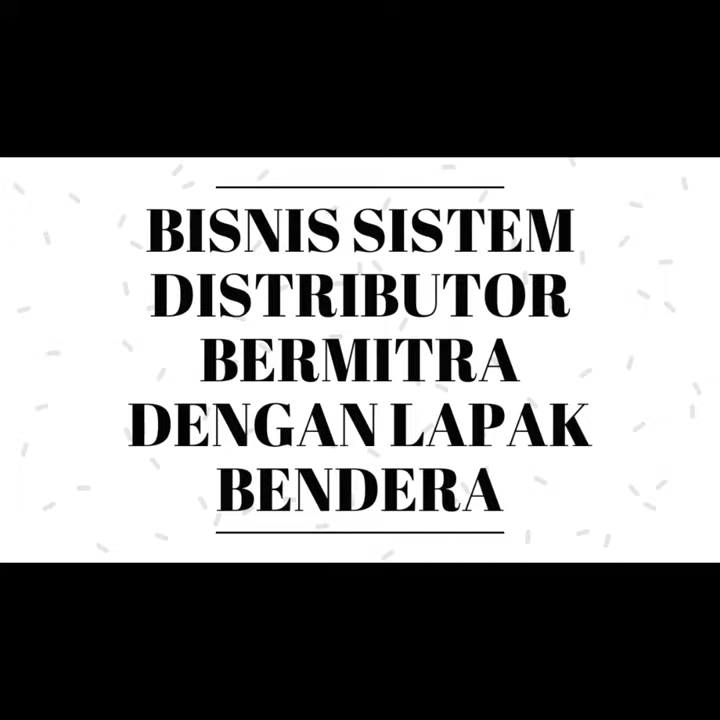 BISNIS SISTEM
DISTRIBUTOR
BERMITRA
DENGAN LAPAK
BENDERA